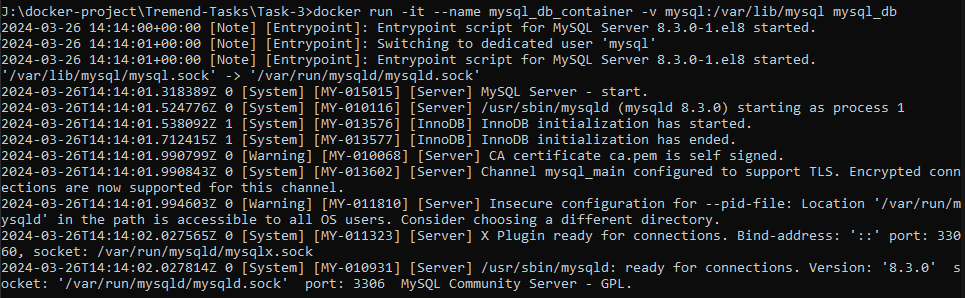 J:\docker-project\Tremend-Tasks\Task-3>docker run -it --name mysql_db_container -v mysql:/var/lib/mysql mysql_db
2024-03-26 14:14:00+00:00 [Note] [Entrypoint]: Entrypoint script for MySQL Server 8.3.0-1.el8 started.
2024-03-26 14:14:01+00:00 [Note] [Entrypoint]: Switching to dedicated user 'mysql'
2024-03-26 14:14:01+00:00 [Note] [Entrypoint]: Entrypoint script for MySQL Server 8.3.0-1.el8 started.
'/var/lib/mysql/mysql.sock' -> '/var/run/mysqld/mysqld.sock'
2024-03-26T14:14:01.318389Z 0 [System] [MY-015015] [Server] MySQL Server - start.
2024-03-26T14:14:01.524776Z 0 [System] [MY-010116] [Server] /usr/sbin/mysqld (mysqld 8.3.0) starting as process 1
2024-03-26T14:14:01.538092Z 1 [System] [MY-013576] [InnoDB] InnoDB initialization has started.
2024-03-26T14:14:01.712415Z 1 [System] [MY-013577] [InnoDB] InnoDB initialization has ended.
2024-03-26T14:14:01.990799Z 0 [Warning] [MY-010068] [Server] CA certificate ca.pem is self signed.
2024-03-26T14:14:01.990843Z 0 [System] [MY-013602] [Server] Channel mysql_main configured to support TLS. Encrypted conn
ections are now supported for this channel.
2024-03-26T14:14:01.994603Z 0 [Warning] [MY-011810] [Server] Insecure configuration for --pid-file: Location '/var/run/m
ysqld' in the path is accessible to all OS users. Consider choosing a different directory.
2024-03-26T14:14:02.027565Z 0 [System] [MY-011323] [Server] X Plugin ready for connections. Bind-address: '::' port: 330
60, socket: /var/run/mysqld/mysqlx.sock
2024-03-26T14:14:02.027814Z 0 [System] [MY-010931] [Server] /usr/sbin/mysqld: ready for connections. Version: '8.3.0'  s
ocket: '/var/run/mysqld/mysqld.sock'  port: 3306  MySQL Community Server - GPL.